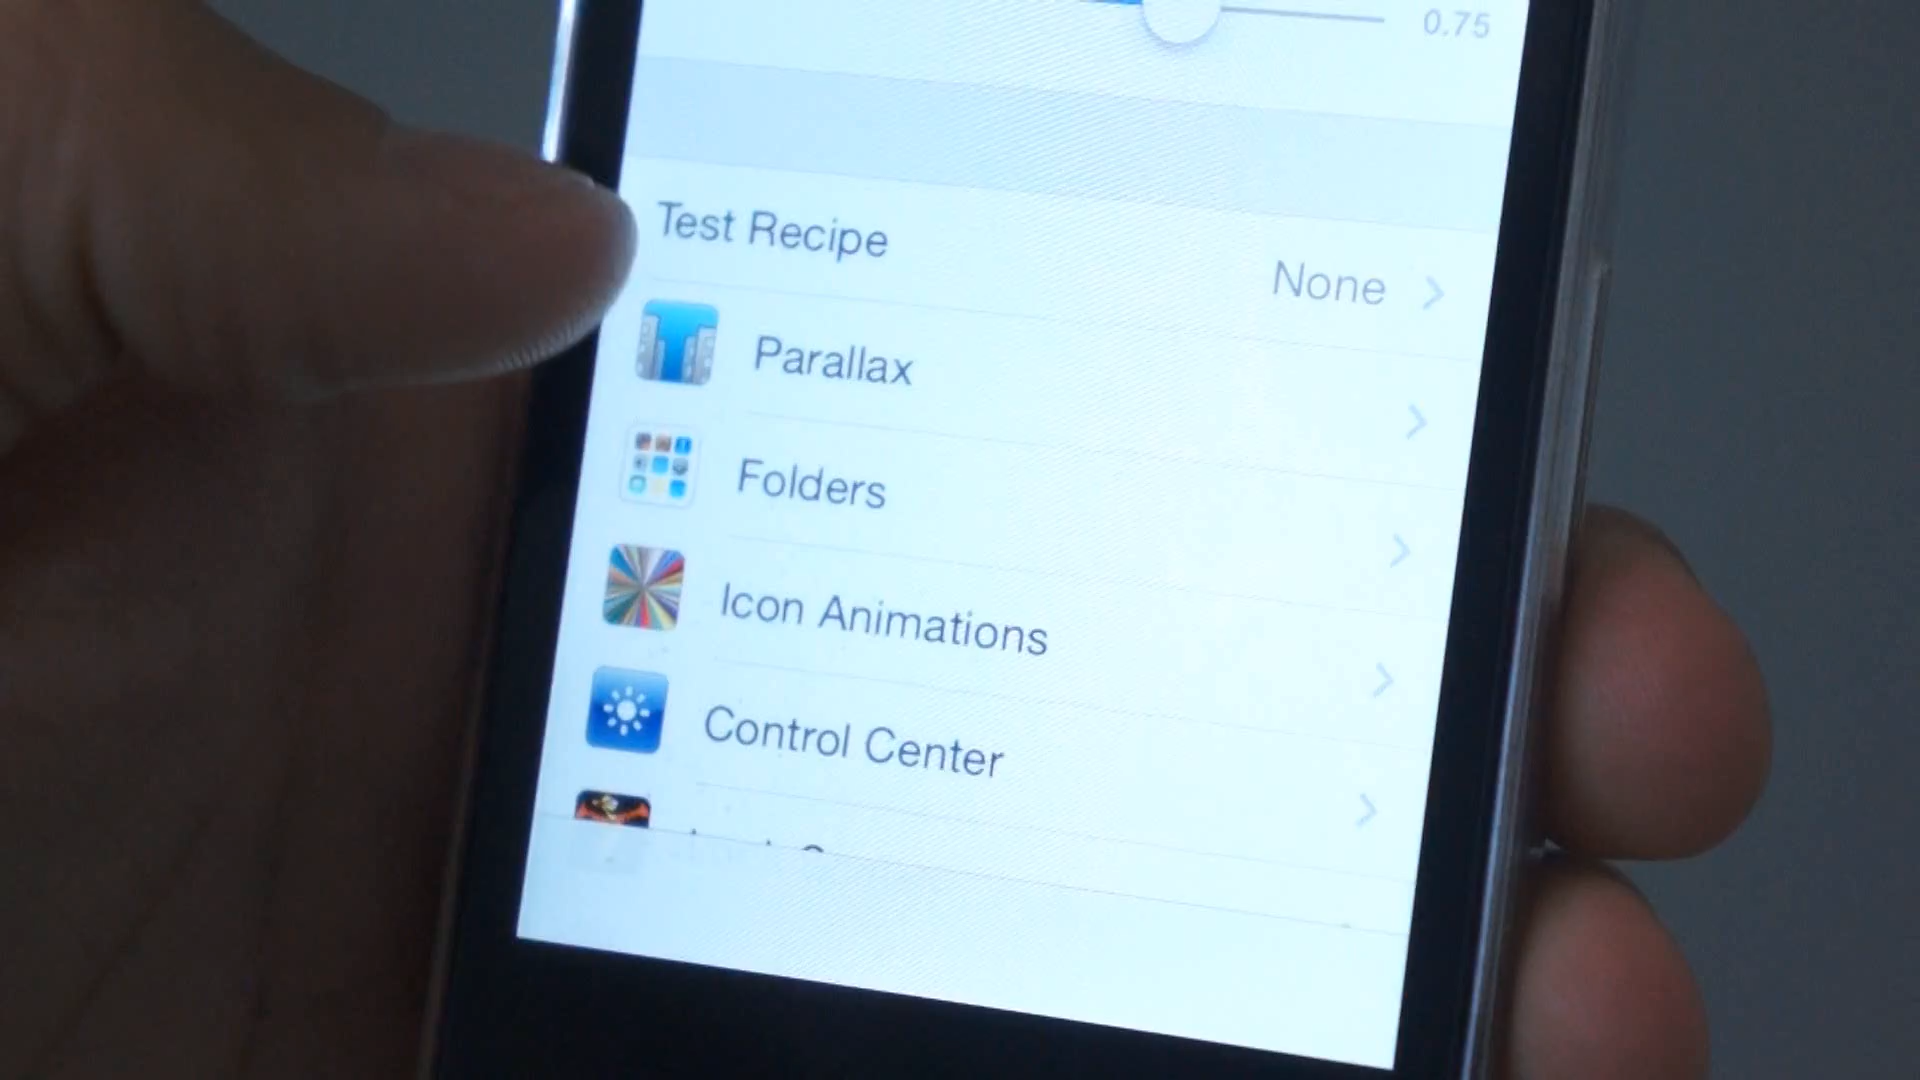 0.75
Test Recipe
None
Parallax
Folders
Icon Animations
Control Center